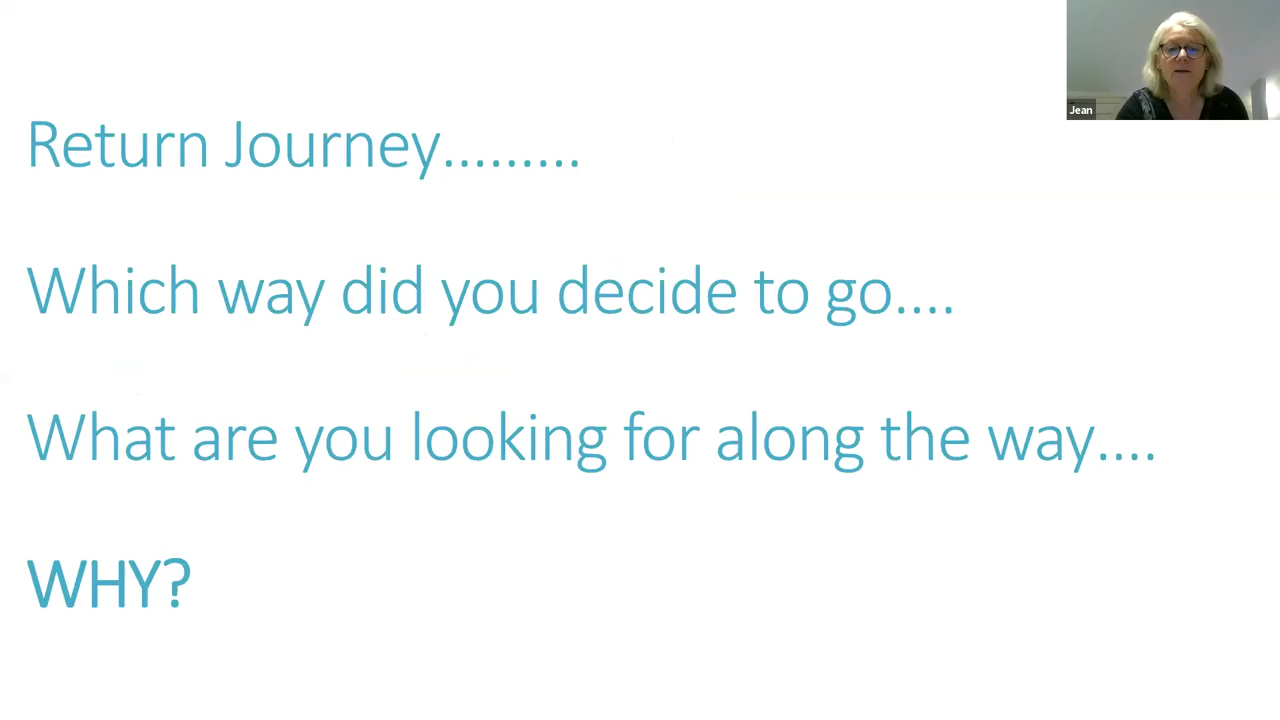 Jean
Return Journey.........
Which way did you decide to go....
What are you looking for along the way....
WHY?